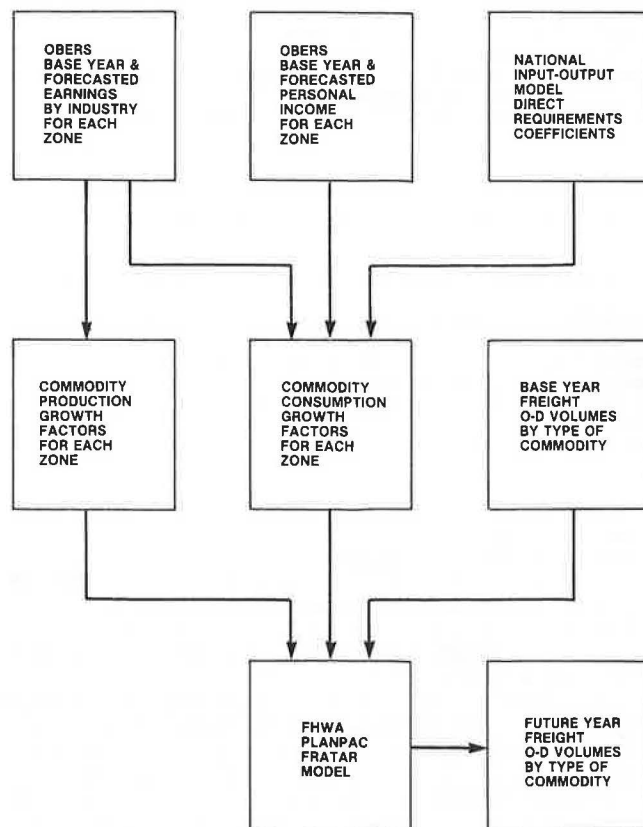 OBERS
BASE YEAR &
FORECASTED
EARNINGS
BY INDUSTRY
FOR EACH
ZONE
OBERS
BASE YEAR &
FORECASTED
PERSONAL
INCOME
FOR EACH
ZONE
NATIONAL
INPUT-OUTPUT
MODEL
DIRECT
REQUIREMENTS
COEFFICIENTS
COMMODITY
PRODUCTION
GROWTH
FACTORS
FOR EACH
ZONE
COMMODITY
CONSUMPTION
GROWTH
FACTORS
FOR EACH
ZONE
BASE YEAR
FREIGHT
O-D VOLUMES
BY TYPE OF
COMMODITY
FHWA
PLANPAC
FRATAR
MODEL
FUTURE YEAR
FREIGHT
O-D VOLUMES
BY TYPE OF
COMMODITY